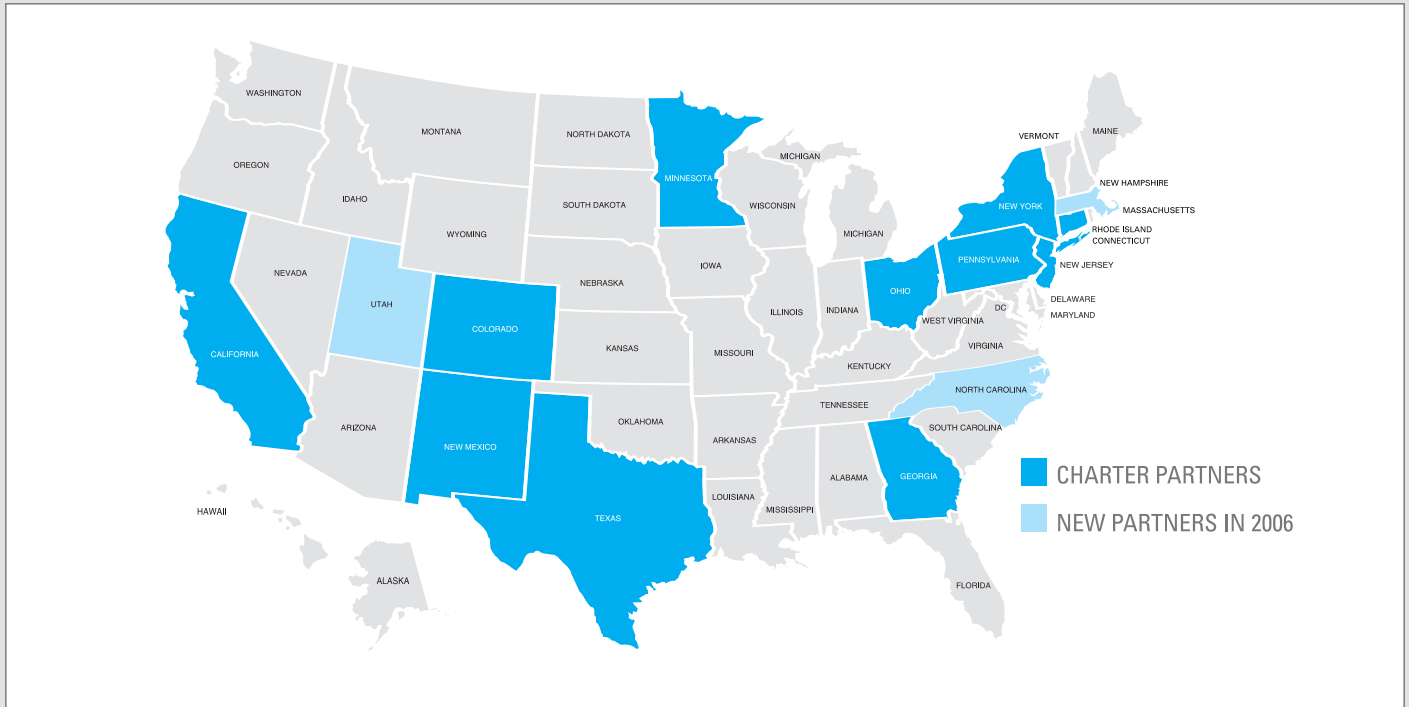 WASHINGTON
MONTANA
NORTH DAKOTA
MINNESOTA
MICHIGAN
VERMONT
MAINE
OREGON
IDAHO
WYOMING
SOUTH DAKOTA
WISCONSIN
MICHIGAN
NEW YORK
NEW HAMPSHIRE
MASSACHUSETTS
RHODE ISLAND
CONNECTICUT
NEVADA
UTAH
COLORADO
NEBRASKA
IOWA
ILLINOIS
INDIANA
OHIO
PENNSYLVANIA
NEW JERSEY
DELAWARE
MARYLAND
DC
WEST VIRGINIA
VIRGINIA
CALIFORNIA
KANSAS
MISSOURI
KENTUCKY
NORTH CAROLINA
TENNESSEE
SOUTH CAROLINA
ARIZONA
NEW MEXICO
OKLAHOMA
ARKANSAS
TEXAS
LOUISIANA
MISSISSIPPI
ALABAMA
GEORGIA
FLORIDA
HAWAII
ALASKA
CHARTER PARTNERS
NEW PARTNERS IN 2006